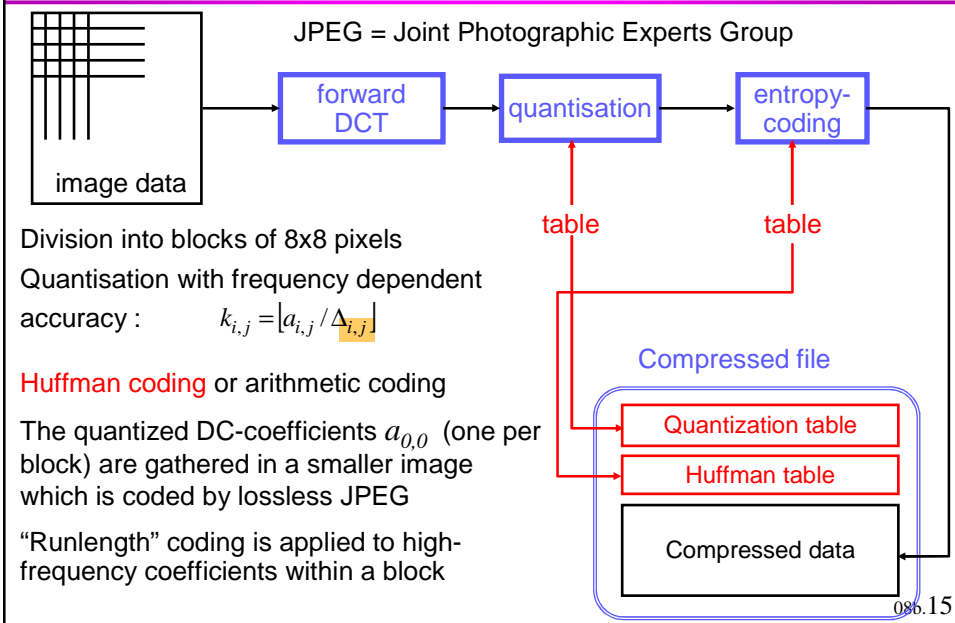 JPEG = Joint Photographic Experts Group
forward
DCT
quantisation
entropy-
coding
image data
table
table
Division into blocks of 8x8 pixels
Quantisation with frequency dependent
accuracy : k_{i,j} = ⌊a_{i,j} / Δ_{i,j}⌋
Huffman coding or arithmetic coding
The quantized DC-coefficients a_{0,0} (one per
block) are gathered in a smaller image
which is coded by lossless JPEG
“Runlength” coding is applied to high-
frequency coefficients within a block
Compressed file
Quantization table
Huffman table
Compressed data
08b.15